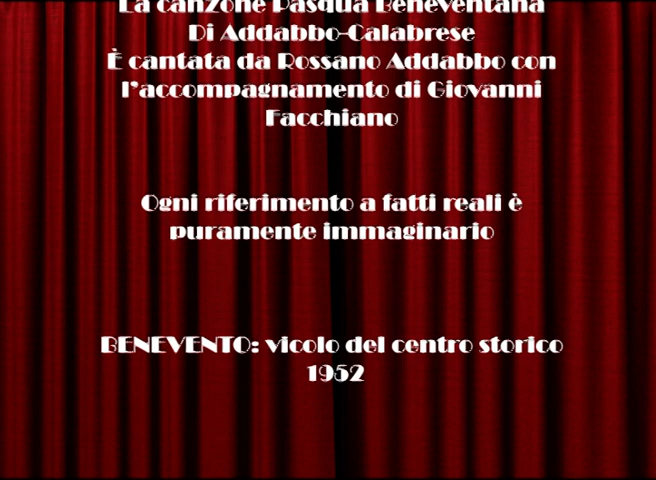 La canzone Pasqua Beneventana
Di Addabbo-Calabrese
È cantata da Rossano Addabbo con
l'accompagnamento di Giovanni
Facchiano
Ogni riferimento a fatti reali è
puramente immaginario
BENEVENTO: vicolo del centro storico
1952